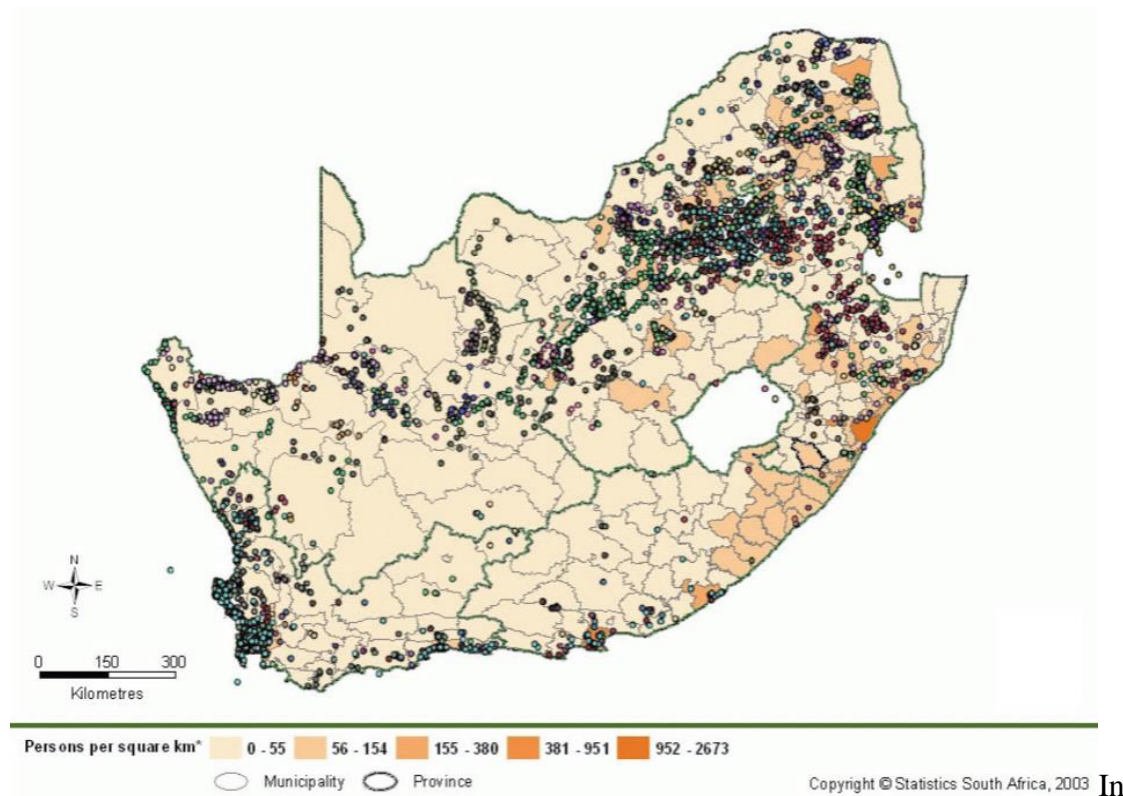 N
W E
S
0 150 300
Kilometres
Persons per square km* 0 - 55 56 - 154 155 - 380 381 - 951 952 - 2673
Municipality Province
Copyright © Statistics South Africa, 2003 In